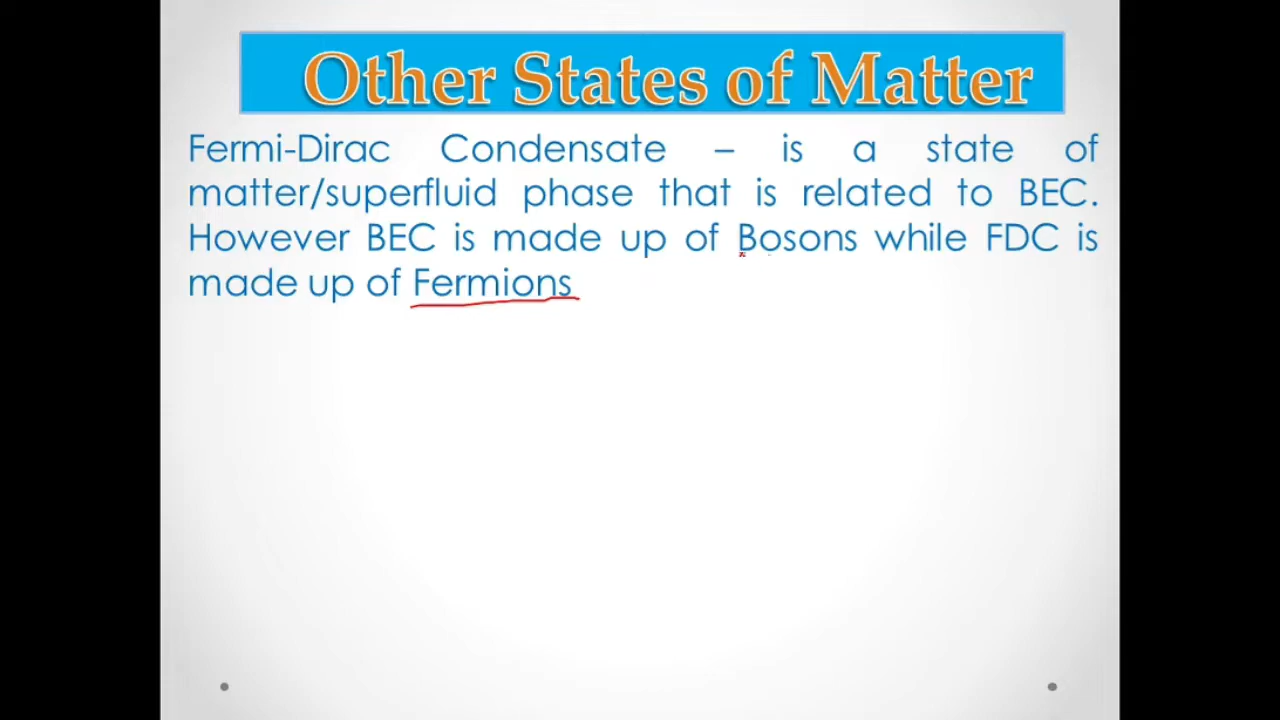 Other States of Matter
Fermi-Dirac Condensate – is a state of
matter/superfluid phase that is related to BEC.
However BEC is made up of Bosons while FDC is
made up of Fermions